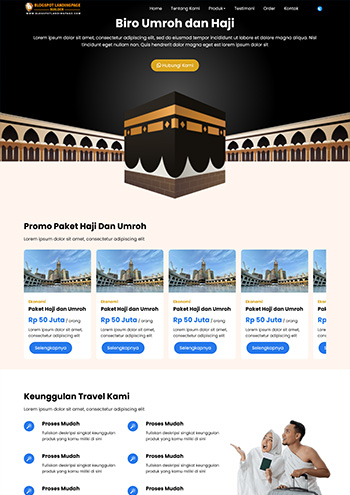 BLOGSPOT LANDINGPAGE
BUILDER
Home Tentang Kami Produk Testimoni Galeri Order Kontak
Biro Umroh dan Haji
Lorem ipsum dolor sit amet, consectetur adipiscing elit, sed do eiusmod tempor incididunt ut labore et dolore magna aliqua. Nisl
nunc mi ipsum. Quis hendrerit dolor magna eget est lorem ipsum dolor sit
Hubungi Kami
Promo Paket Haji Dan Umroh
Lorem ipsum dolor sit amet, consectetur adipiscing elit
Ekonomi Ekonomi Ekonomi Ekonomi
Paket Haji dan Umroh Paket Haji dan Umroh Paket Haji dan Umroh Paket Haji dan Umroh
Rp 50 Juta / orang Rp 50 Juta / orang Rp 50 Juta / orang Rp 50 Juta / orang
Lorem ipsum dolor sit amet, Lorem ipsum dolor sit amet, Lorem ipsum dolor sit amet, Lorem ipsum dolor sit amet,
consectetur adipiscing elit consectetur adipiscing elit consectetur adipiscing elit consectetur adipiscing elit
Selengkapnya Selengkapnya Selengkapnya Selengkapnya
Keunggulan Travel Kami
Lorem ipsum dolor sit amet, consectetur adipiscing elit
Proses Mudah Proses Mudah
Tuliskan deskripsi singkat keunggulan Tuliskan deskripsi singkat keunggulan
produk yang kamu miliki di sini produk yang kamu miliki di sini
Proses Mudah Proses Mudah
Tuliskan deskripsi singkat keunggulan Tuliskan deskripsi singkat keunggulan
produk yang kamu miliki di sini produk yang kamu miliki di sini
Proses Mudah Proses Mudah